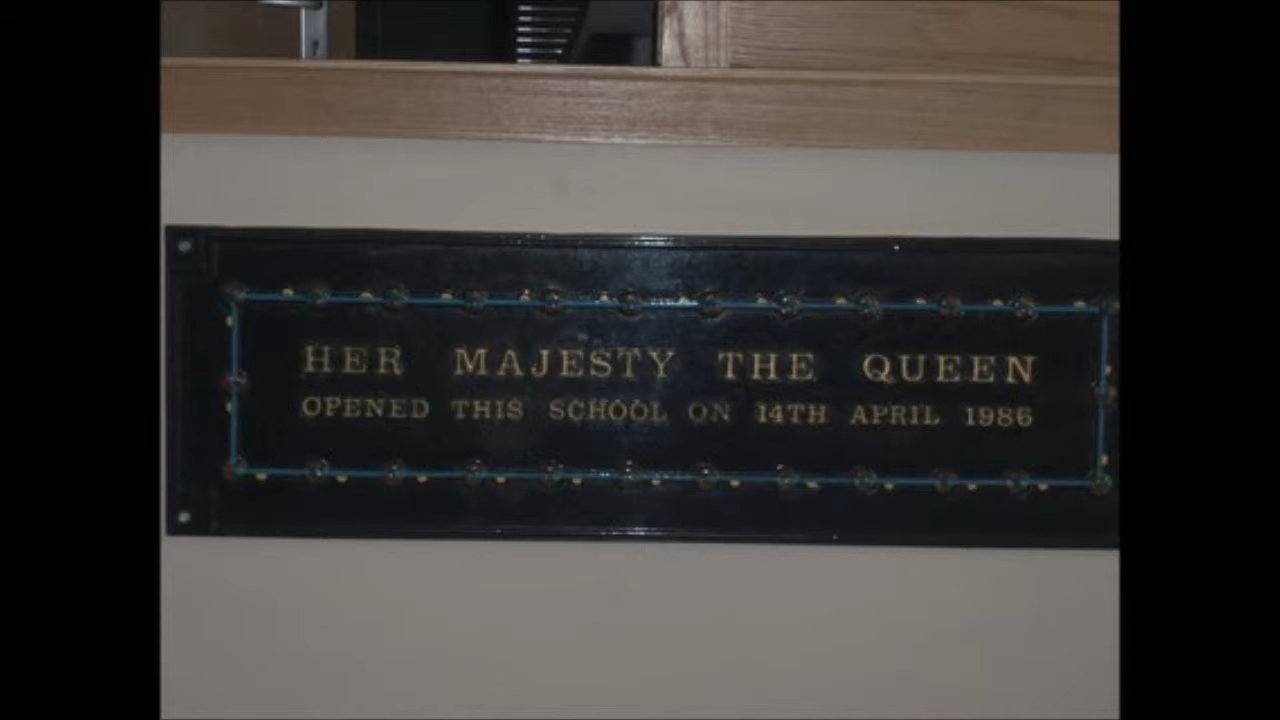 HER MAJESTY THE QUEEN
OPENED THIS SCHOOL ON 14TH APRIL 1986